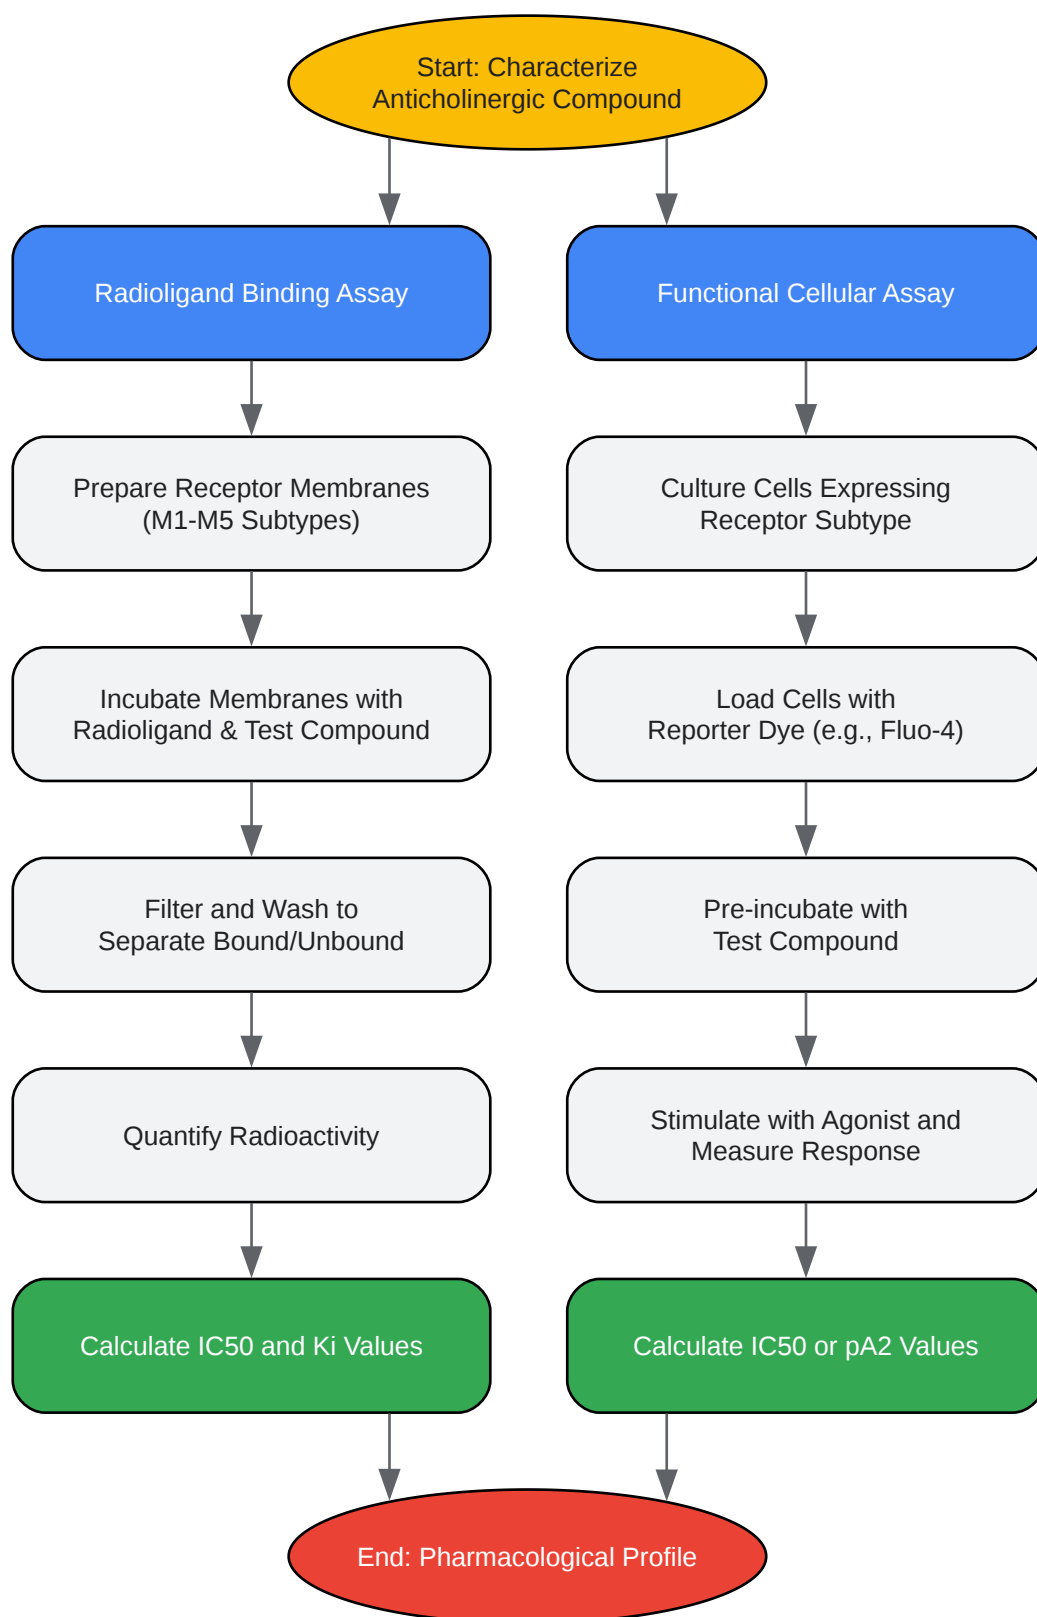 Start: Characterize
Anticholinergic Compound
Radioligand Binding Assay
Functional Cellular Assay
Prepare Receptor Membranes
(M1-M5 Subtypes)
Culture Cells Expressing
Receptor Subtype
Incubate Membranes with
Radioligand & Test Compound
Load Cells with
Reporter Dye (e.g., Fluo-4)
Filter and Wash to
Separate Bound/Unbound
Pre-incubate with
Test Compound
Quantify Radioactivity
Stimulate with Agonist and
Measure Response
Calculate IC50 and Ki Values
Calculate IC50 or pA2 Values
End: Pharmacological Profile